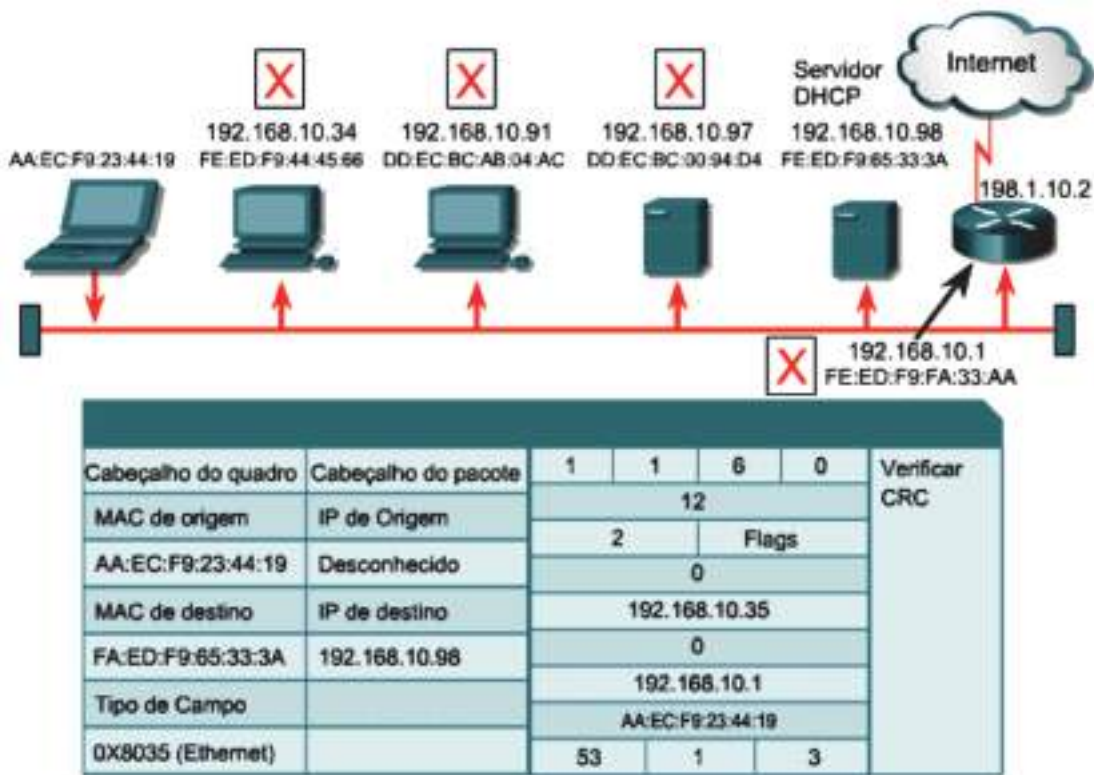 Internet
Servidor
DHCP
X
X
X
192.168.10.34
192.168.10.91
192.168.10.97
192.168.10.98
AA:EC:F9:23:44:19
FE:ED:F9:44:45:66
DD:EC:BC:AB:04:AC
DD:EC:BC:00:94:D4
FE:ED:F9:65:33:3A
198.1.10.2
X
192.168.10.1
FE:ED:F9:FA:33:AA
Cabeçalho do quadro
Cabeçalho do pacote
1 1 6 0
Verificar
CRC
12
MAC de origem
IP de Origem
2
Flags
AA:EC:F9:23:44:19
Desconhecido
0
MAC de destino
IP de destino
192.168.10.35
FA:ED:F9:65:33:3A
192.168.10.98
0
192.168.10.1
Tipo de Campo
AA:EC:F9:23:44:19
0X8035 (Ethernet)
53 1 3